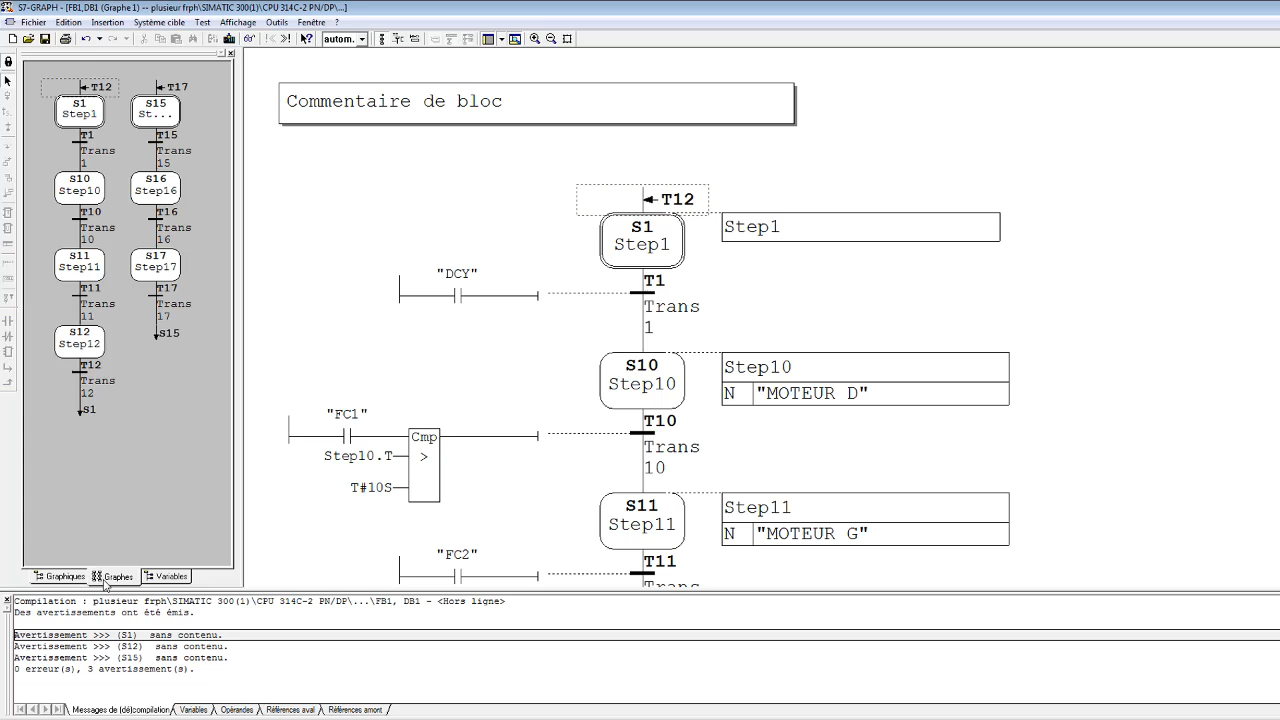 S7-GRAPH - [FB1,DB1 (Graphe 1) -- plusieur frph\SIMATIC 300(1)\CPU 314C-2 PN/DP\...]
Fichier Edition Insertion Système cible Test Affichage Outils Fenêtre ?
autom.
T12 T17
S1 S15
Step1 St...
T1 T15
Trans Trans
1 15
S10 S16
Step10 Step16
T10 T16
Trans Trans
10 16
S11 S17
Step11 Step17
T11 T17
Trans Trans
11 17
S12 S15
Step12
T12
Trans
12
S1
Graphiques Graphes Variables
Commentaire de bloc
T12
S1
Step1
Step1
"DCY"
T1
Trans
1
S10
Step10
Step10
N "MOTEUR D"
"FC1"
T10
Cmp
Trans
Step10.T
>
10
T#10S
S11
Step11
Step11
N "MOTEUR G"
"FC2"
T11
Trans
Compilation : plusieur frph\SIMATIC 300(1)\CPU 314C-2 PN/DP\...\FB1, DB1 - <Hors ligne>
Des avertissements ont été émis.
Avertissement >>> (S1) sans contenu.
Avertissement >>> (S12) sans contenu.
Avertissement >>> (S15) sans contenu.
0 erreur(s), 3 avertissement(s).
Messages de (dé)compilation Variables Opérandes Références aval Références amont